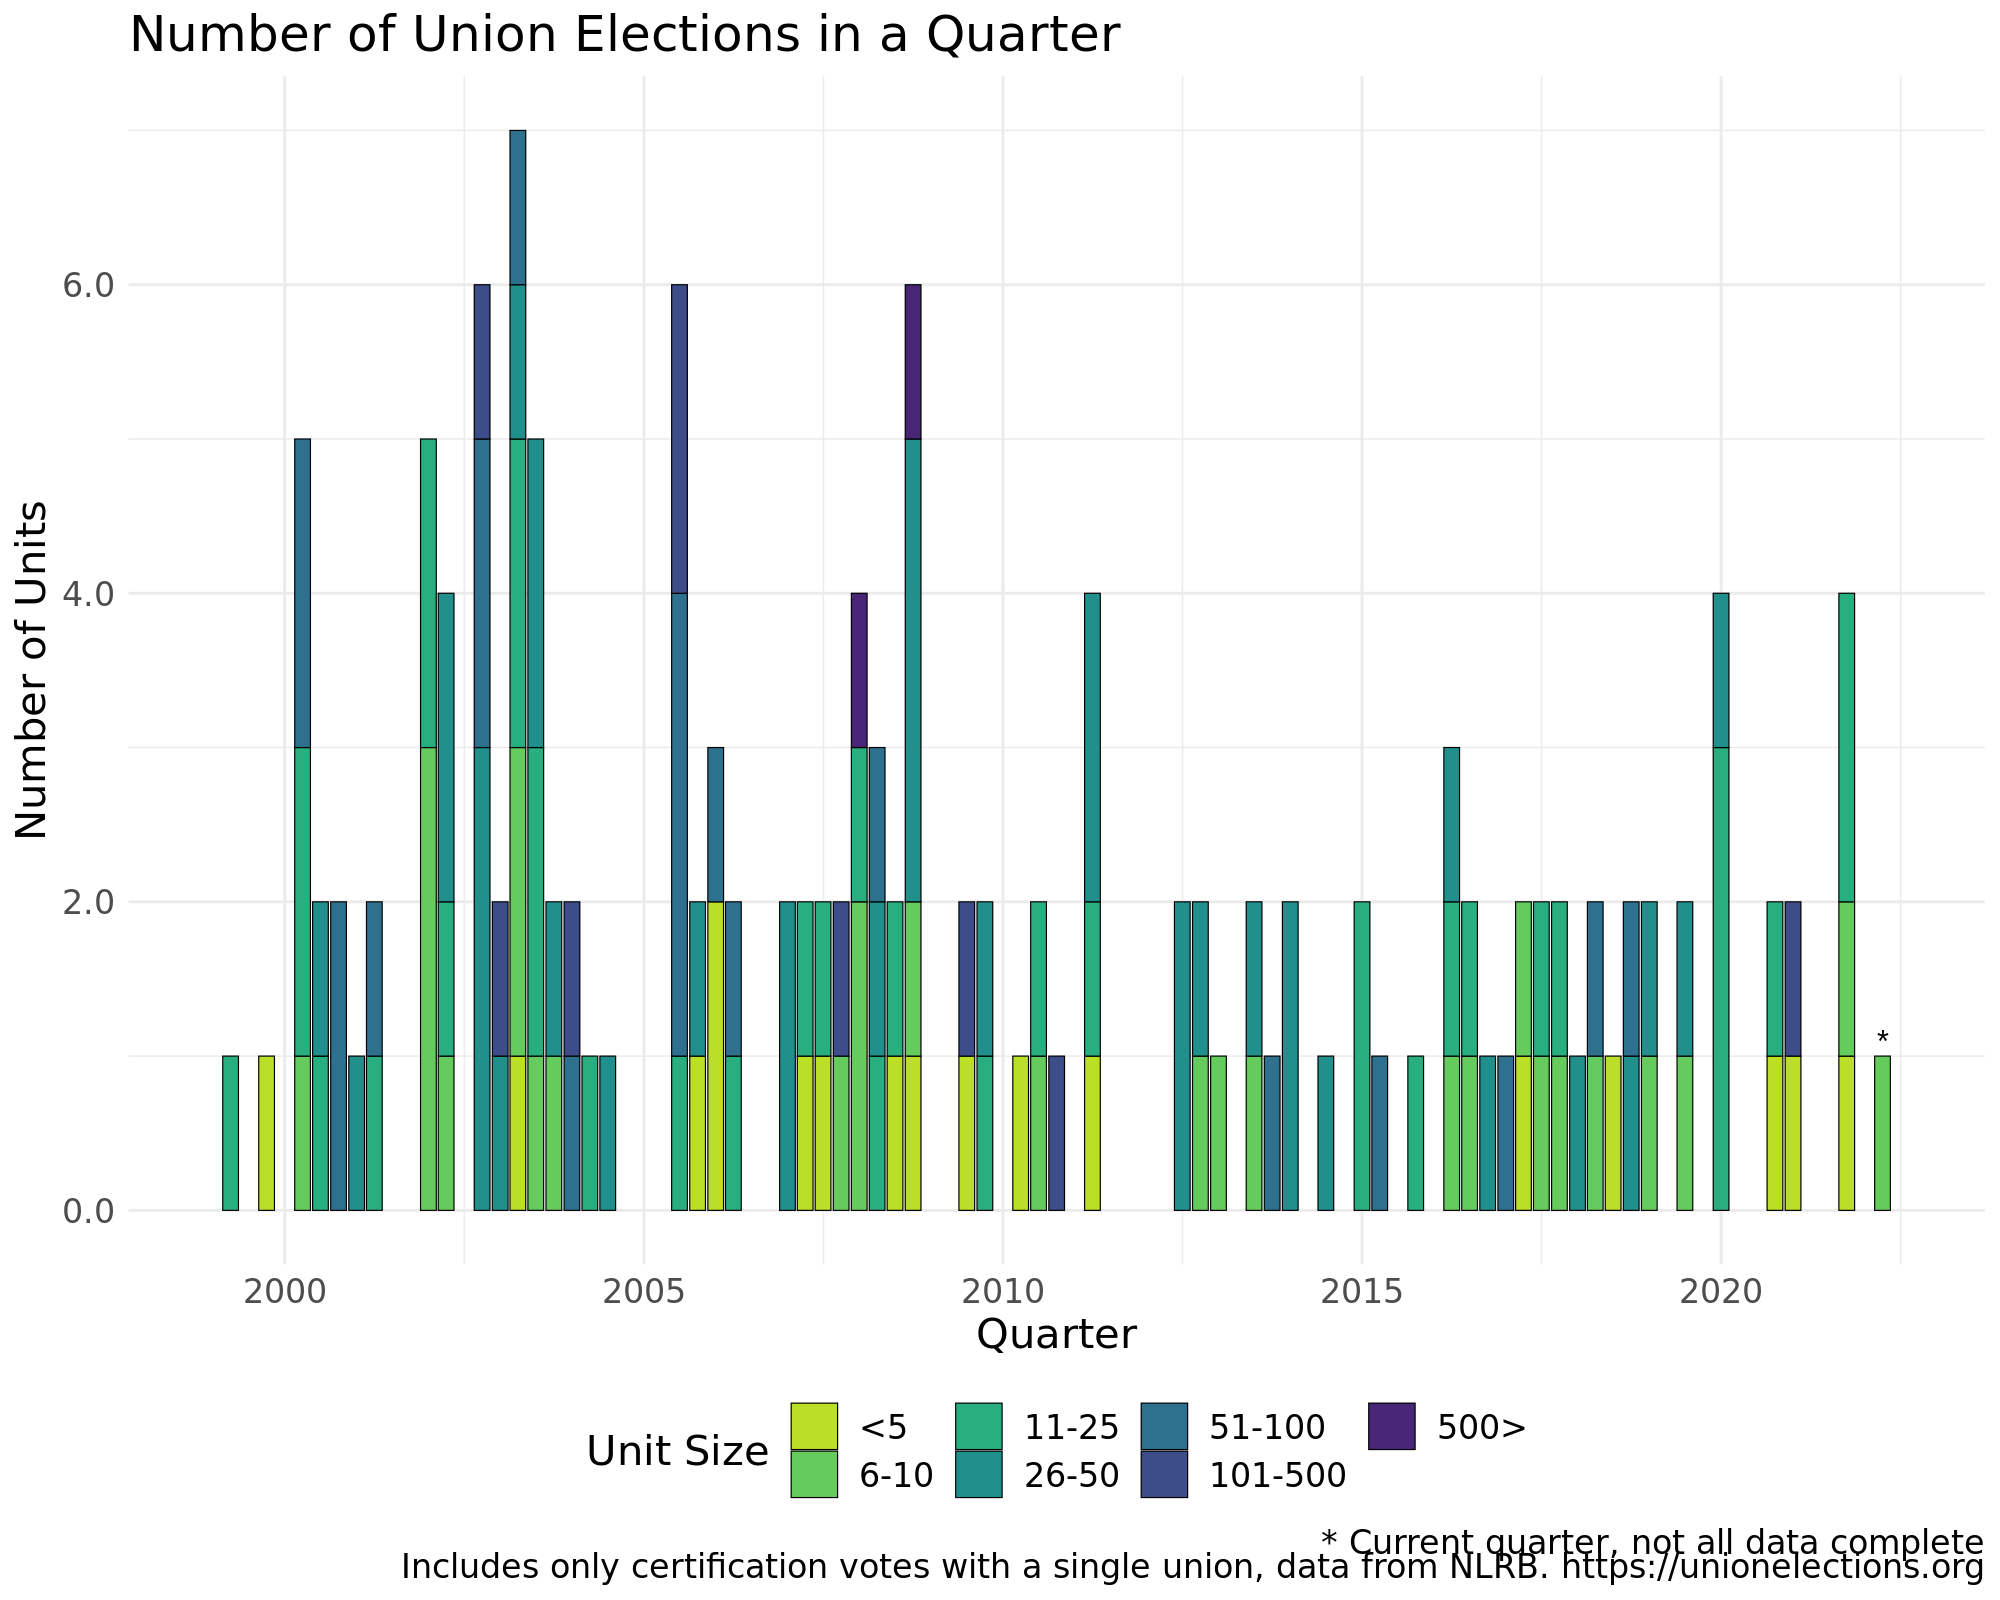 Number of Union Elections in a Quarter
Number of Units
6.0
4.0
2.0
0.0
*
2000 2005 2010 2015 2020
Quarter
Unit Size
<5 11-25 51-100 500>
6-10 26-50 101-500
* Current quarter, not all data complete
Includes only certification votes with a single union, data from NLRB. https://unionelections.org